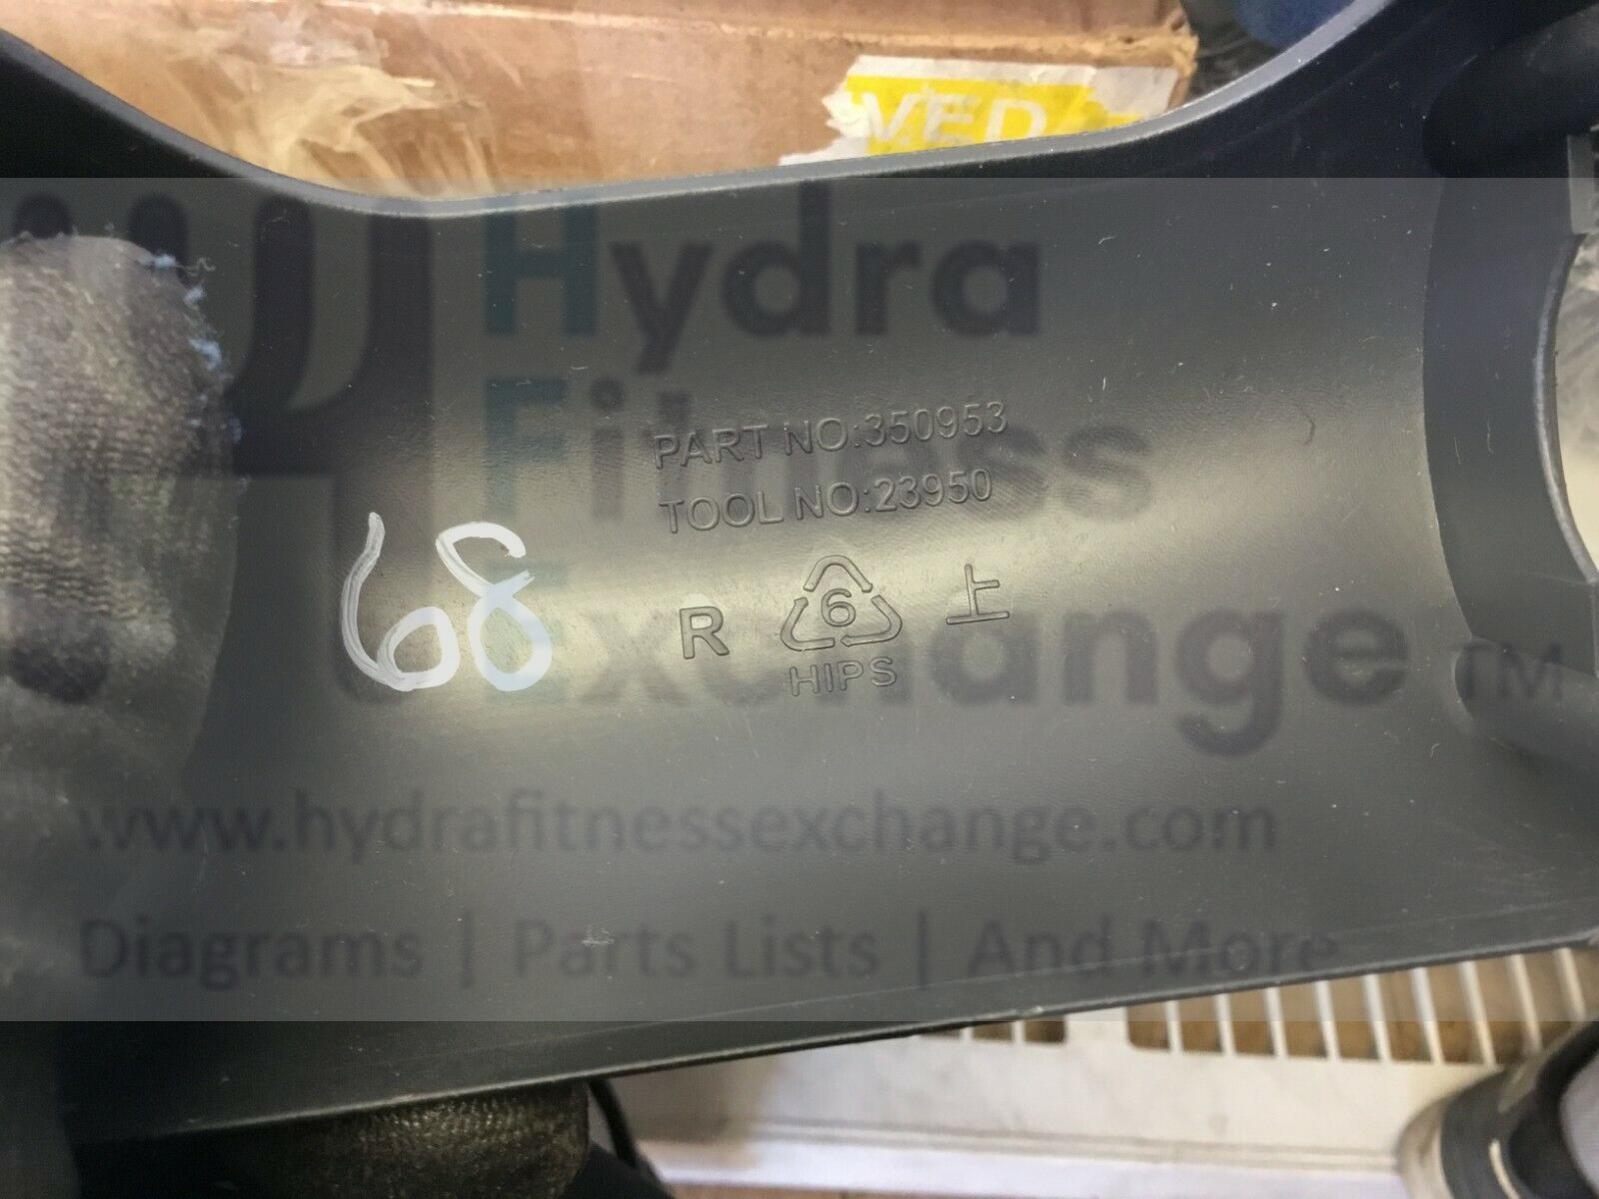 VED
Hydra
Fitness
Exchange TM
PART NO:350953
TOOL NO:23950
68
R 6 上
HIPS
www.hydrafitnessexchange.com
Diagrams | Parts Lists | And More